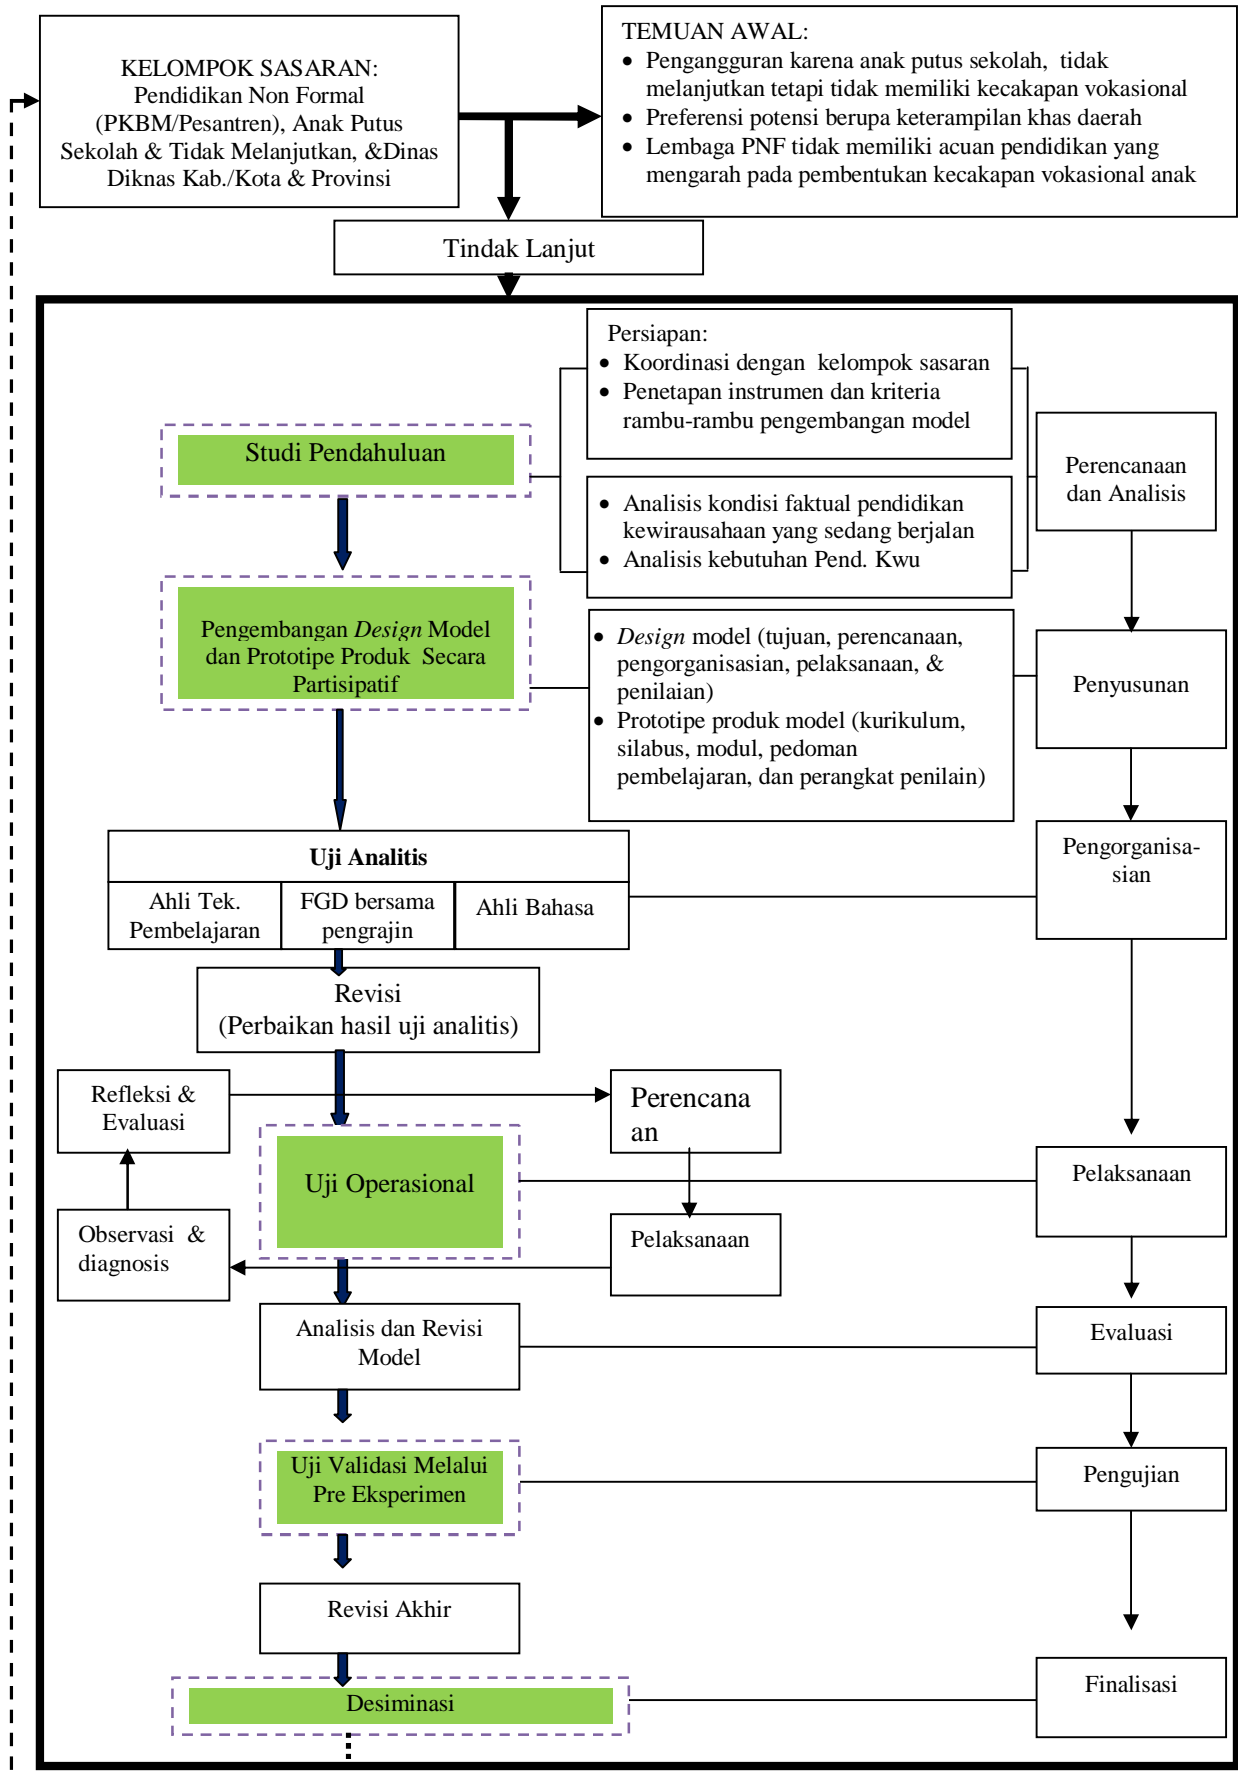 KELOMPOK SASARAN:
Pendidikan Non Formal
(PKBM/Pesantren), Anak Putus
Sekolah & Tidak Melanjutkan, &Dinas
Diknas Kab./Kota & Provinsi
TEMUAN AWAL:
• Pengangguran karena anak putus sekolah, tidak
melanjutkan tetapi tidak memiliki kecakapan vokasional
• Preferensi potensi berupa keterampilan khas daerah
• Lembaga PNF tidak memiliki acuan pendidikan yang
mengarah pada pembentukan kecakapan vokasional anak
Tindak Lanjut
Persiapan:
• Koordinasi dengan kelompok sasaran
• Penetapan instrumen dan kriteria
rambu-rambu pengembangan model
Studi Pendahuluan
Perencanaan
dan Analisis
• Analisis kondisi faktual pendidikan
kewirausahaan yang sedang berjalan
• Analisis kebutuhan Pend. Kwu
Pengembangan Design Model
dan Prototipe Produk Secara
Partisipatif
• Design model (tujuan, perencanaan,
pengorganisasian, pelaksanaan, &
penilaian)
• Prototipe produk model (kurikulum,
silabus, modul, pedoman
pembelajaran, dan perangkat penilain)
Penyusunan
Uji Analitis
Ahli Tek.
Pembelajaran
FGD bersama
pengrajin
Ahli Bahasa
Pengorganisa-
sian
Revisi
(Perbaikan hasil uji analitis)
Refleksi &
Evaluasi
Perencana
an
Uji Operasional
Pelaksanaan
Observasi &
diagnosis
Pelaksanaan
Analisis dan Revisi
Model
Evaluasi
Uji Validasi Melalui
Pre Eksperimen
Pengujian
Revisi Akhir
Desiminasi
Finalisasi